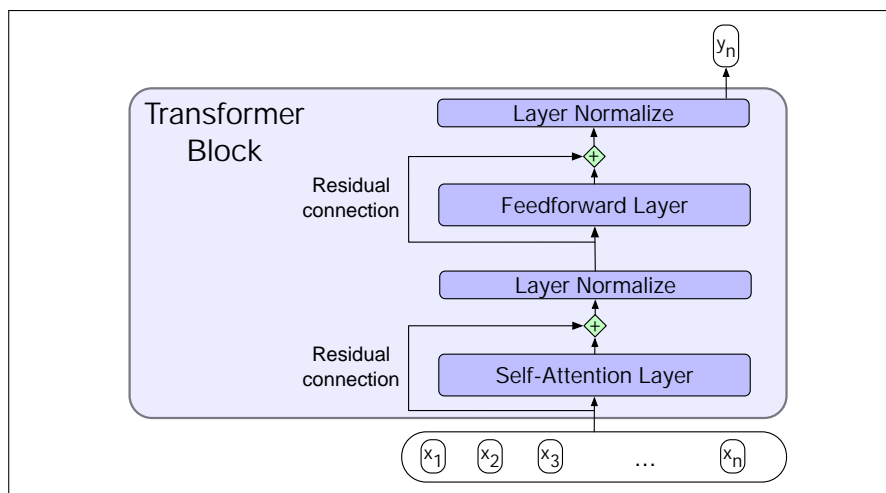 yn
Transformer
Block
Layer Normalize
+
Residual
connection
Feedforward Layer
Layer Normalize
+
Residual
connection
Self-Attention Layer
x1 x2 x3 ... xn